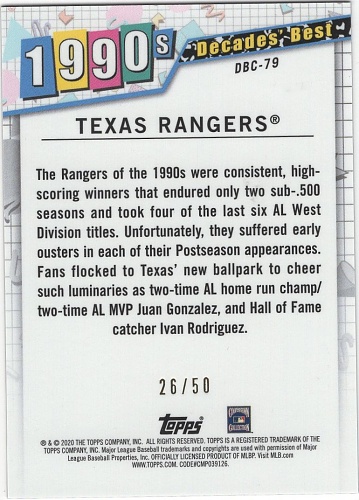 1990s
Decades' Best
DBC-79
TEXAS RANGERS®
The Rangers of the 1990s were consistent, high-
scoring winners that endured only two sub-.500
seasons and took four of the last six AL West
Division titles. Unfortunately, they suffered early
ousters in each of their Postseason appearances.
Fans flocked to Texas' new ballpark to cheer
such luminaries as two-time AL home run champ/
two-time AL MVP Juan Gonzalez, and Hall of Fame
catcher Ivan Rodriguez.
26/50
Topps
® & © 2020 THE TOPPS COMPANY, INC. ALL RIGHTS RESERVED. TOPPS IS A REGISTERED TRADEMARK OF THE
TOPPS COMPANY, INC. Major League Baseball trademarks and copyrights are used with permission of Major League
Baseball Properties, Inc. OFFICIALLY LICENSED PRODUCT OF MLBP. Visit MLB.com
WWW.TOPPS.COM. CODE#CMP039126.